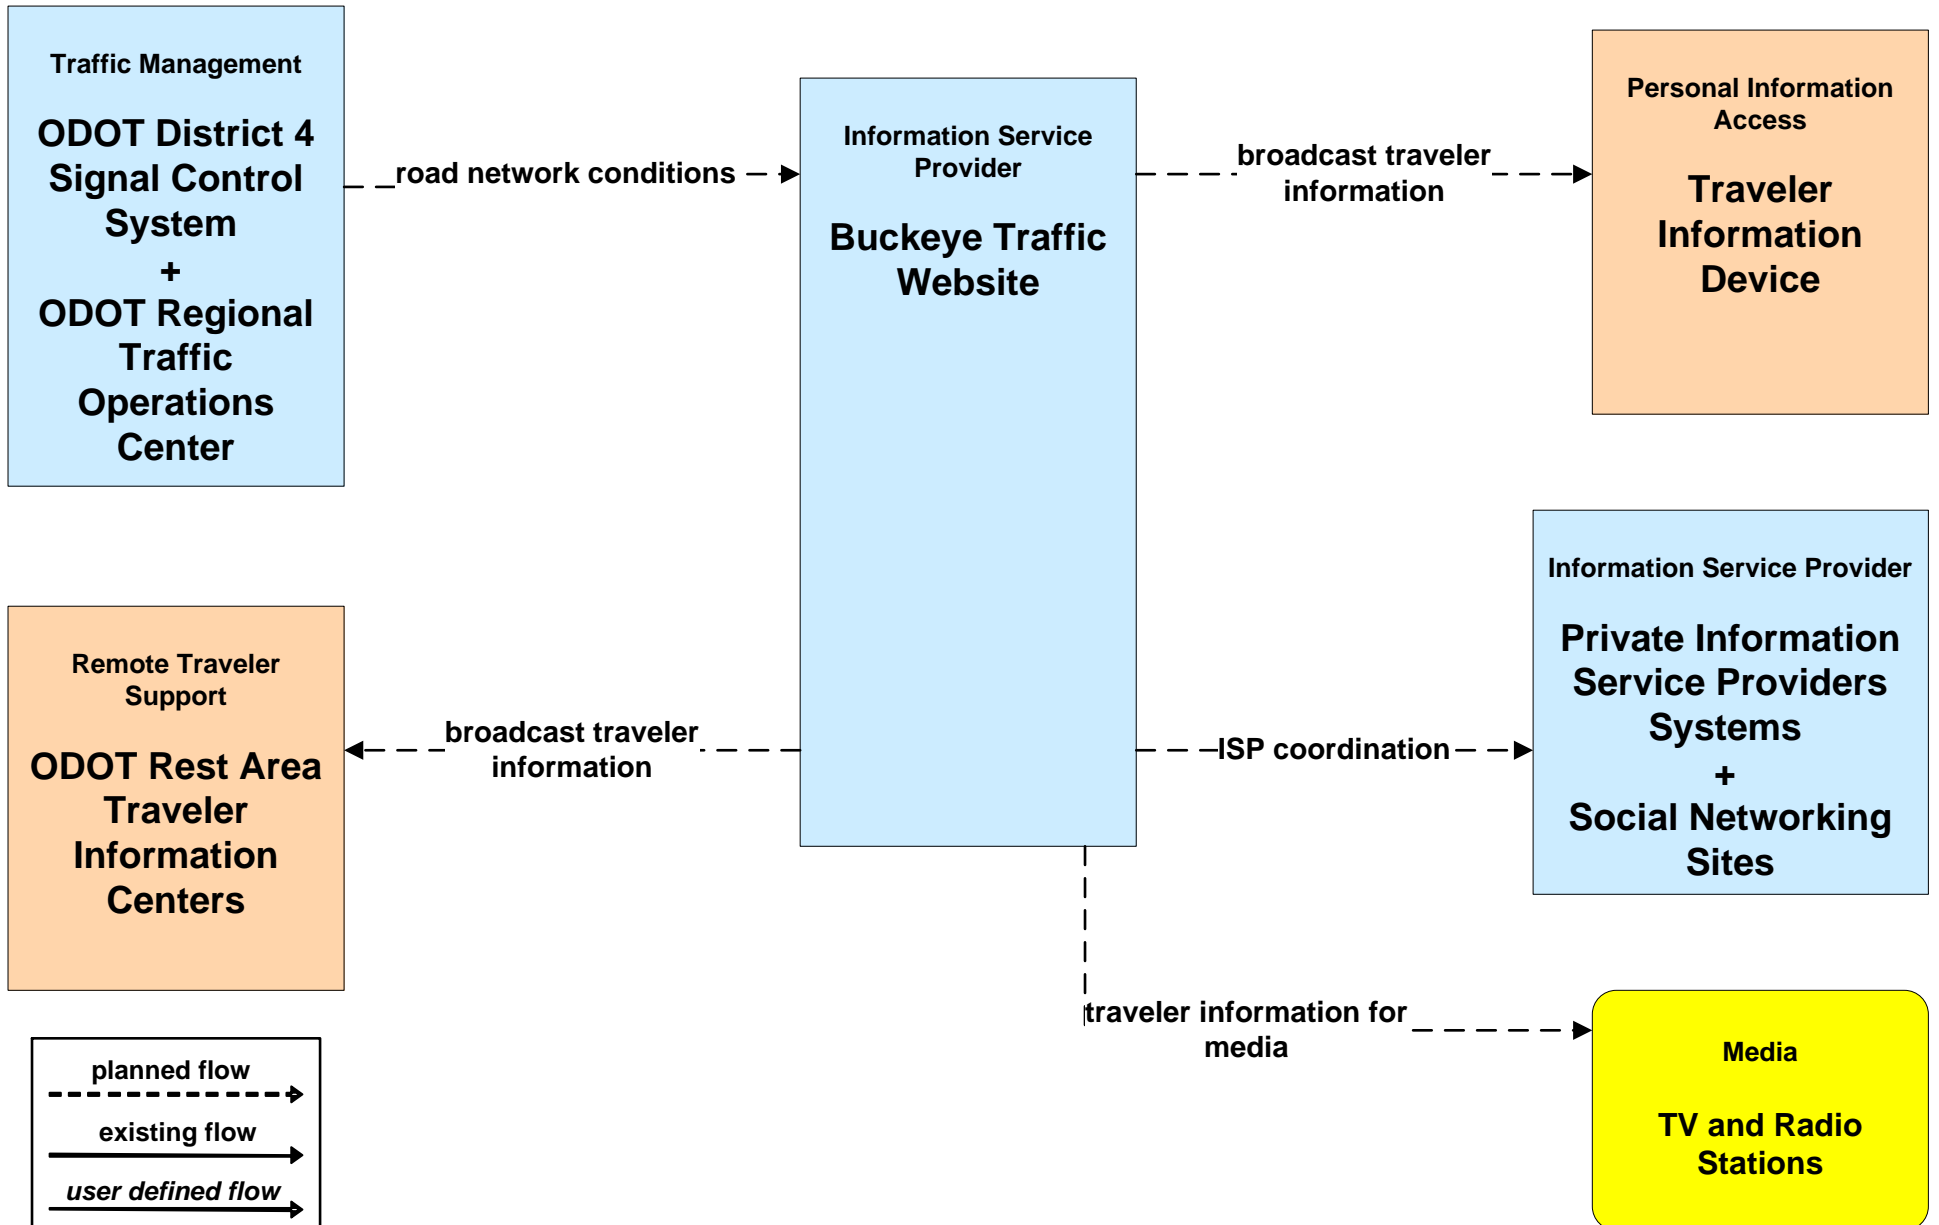 Traffic Management
ODOT District 4
Signal Control
System
+
ODOT Regional
Traffic
Operations
Center
road network conditions
Information Service
Provider
Buckeye Traffic
Website
broadcast traveler
information
Personal Information
Access
Traveler
Information
Device
Remote Traveler
Support
ODOT Rest Area
Traveler
Information
Centers
broadcast traveler
information
ISP coordination
Information Service Provider
Private Information
Service Providers
Systems
+
Social Networking
Sites
traveler information for
media
Media
TV and Radio
Stations
planned flow
existing flow
user defined flow